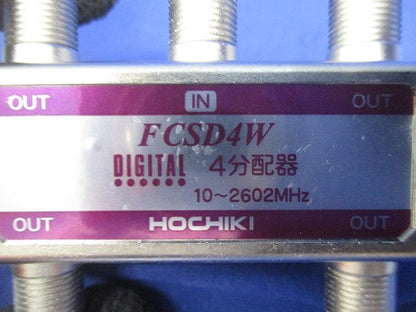 OUT IN OUT
FCSD4W
DIGITAL 4分配器
10～2602MHz
OUT HOCHIKI OUT